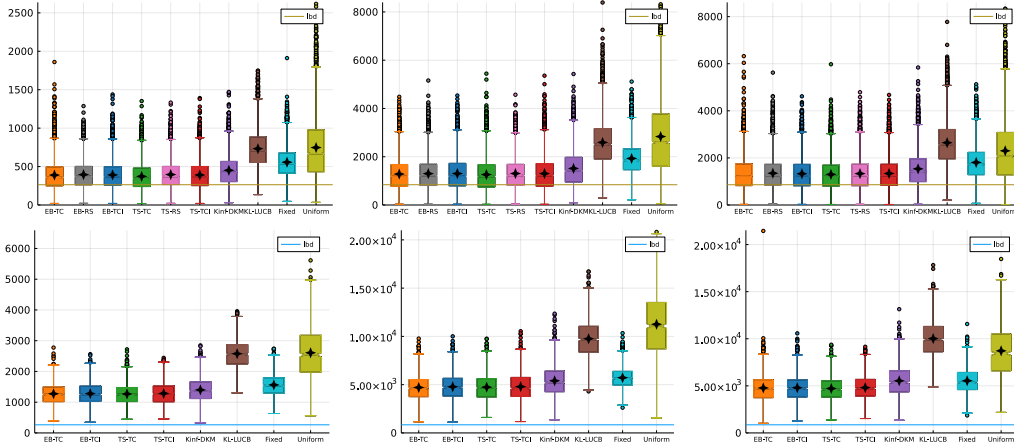 2500
2000
1500
1000
500
0
lbd
EB-TC EB-RS EB-TCI TS-TC TS-RS TS-TCI Kinf-DKM KL-LUCB Fixed Uniform
8000
6000
4000
2000
0
lbd
EB-TC EB-RS EB-TCI TS-TC TS-RS TS-TCI Kinf-DKM KL-LUCB Fixed Uniform
8000
6000
4000
2000
0
lbd
EB-TC EB-RS EB-TCI TS-TC TS-RS TS-TCI Kinf-DKM KL-LUCB Fixed Uniform
6000
5000
4000
3000
2000
1000
0
lbd
EB-TC EB-TCI TS-TC TS-TCI Kinf-DKM KL-LUCB Fixed Uniform
2.0×10⁴
1.5×10⁴
1.0×10⁴
5.0×10³
0
lbd
EB-TC EB-TCI TS-TC TS-TCI Kinf-DKM KL-LUCB Fixed Uniform
2.0×10⁴
1.5×10⁴
1.0×10⁴
5.0×10³
0
lbd
EB-TC EB-TCI TS-TC TS-TCI Kinf-DKM KL-LUCB Fixed Uniform